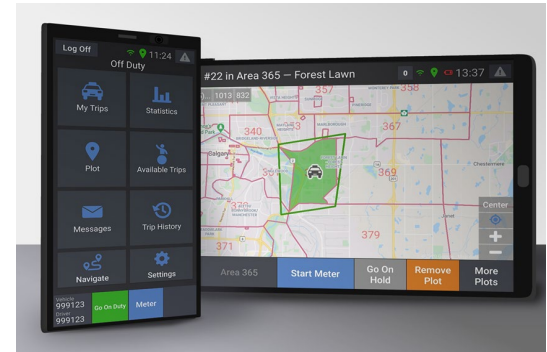 Log Off
11:24
Off Duty
My Trips
Statistics
Plot
Available Trips
Messages
Trip History
Navigate
Settings
Vehicle
999123
Driver
999123
Go On Duty
Meter
#22 in Area 365 — Forest Lawn
0
13:37
1013 832
357
358
340
367
Calgary
369
Chestermere
Janet
379
371
Center
Area 365
Start Meter
Go On
Hold
Remove
Plot
More
Plots